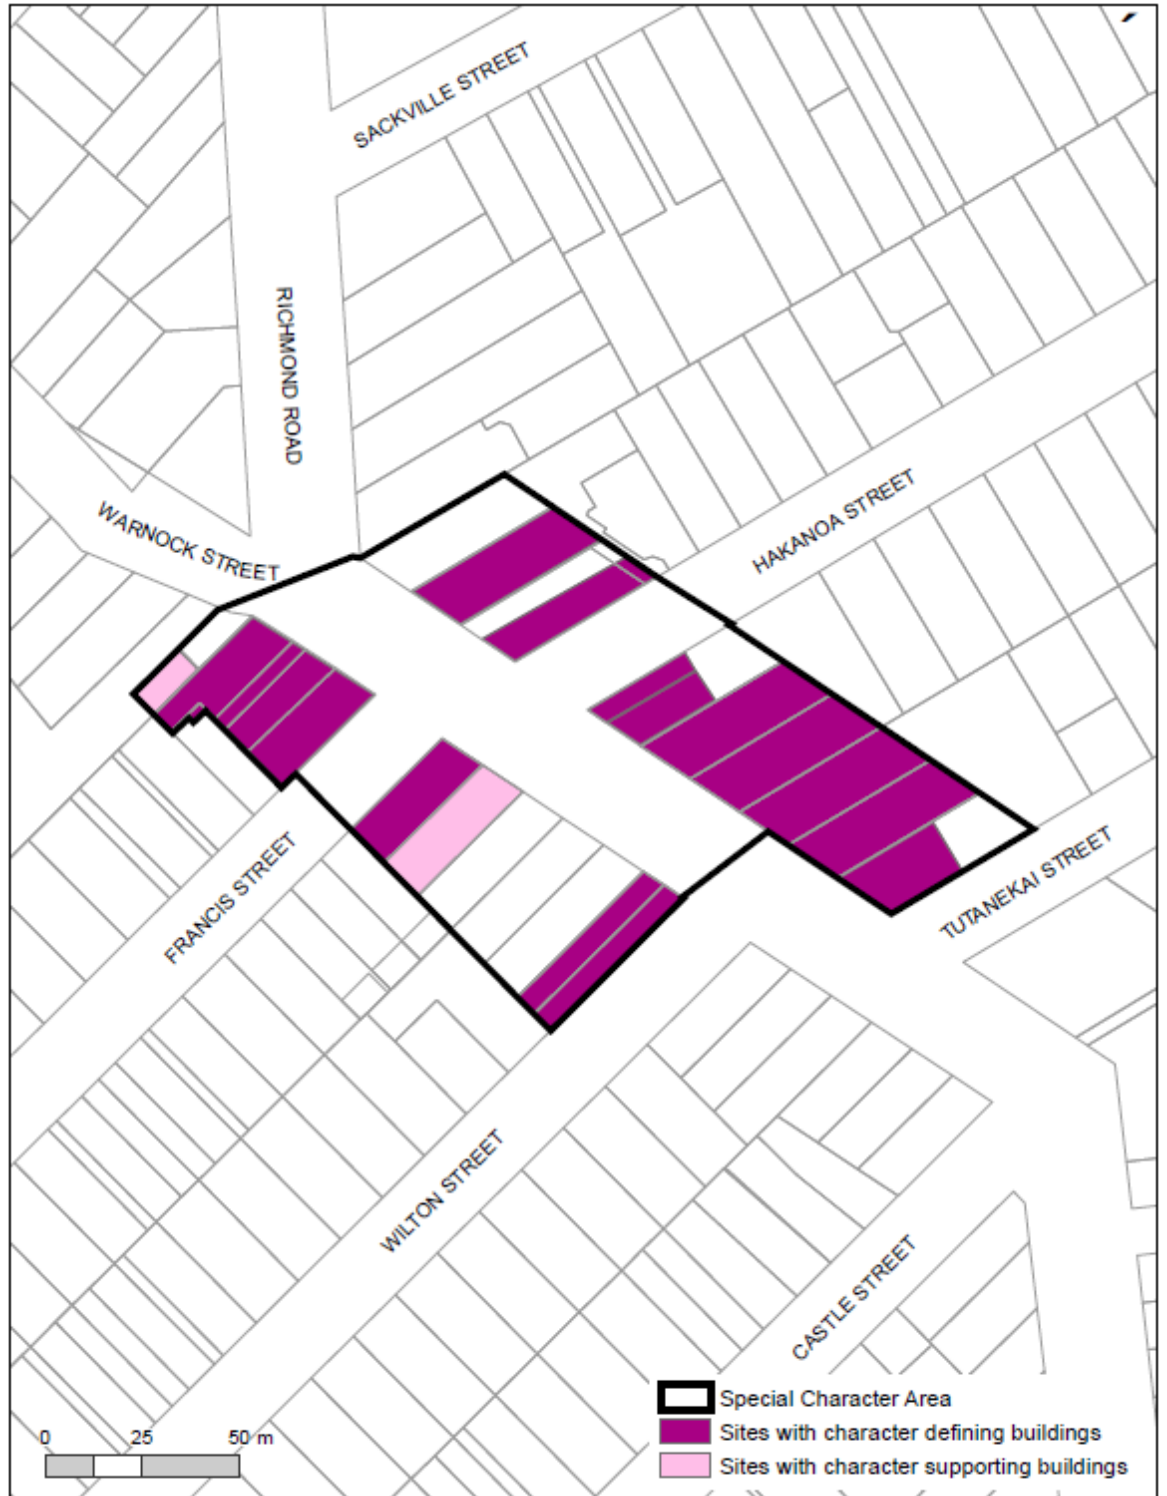 SACKVILLE STREET
RICHMOND ROAD
WARNOCK STREET
HAKANOA STREET
TUTANEKAI STREET
FRANCIS STREET
WILTON STREET
CASTLE STREET
Special Character Area
Sites with character defining buildings
Sites with character supporting buildings
0 25 50 m